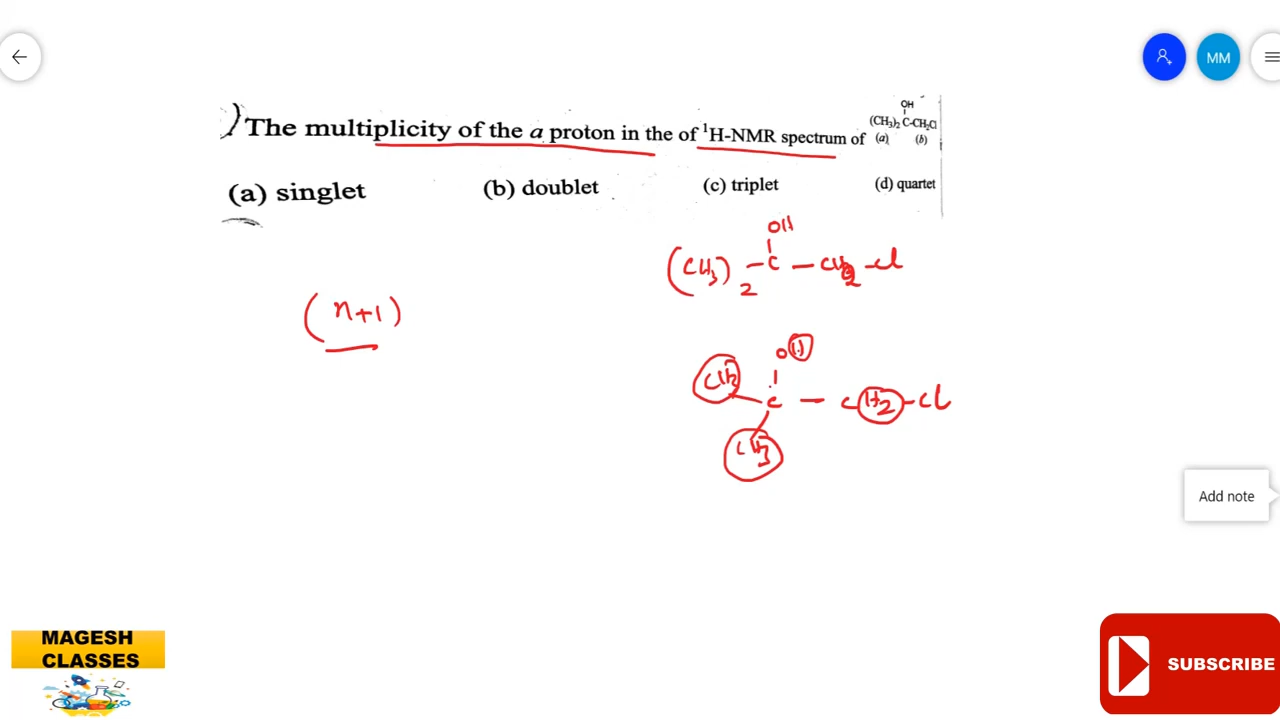 MM
) The multiplicity of the a proton in the of ¹H-NMR spectrum of
OH
(CH₃)₂ C-CH₂Cl
(a) (b)
(a) singlet (b) doublet (c) triplet (d) quartet
OH
(CH₃)₂ – C – CH₂ – Cl
(n+1)
OH
CH₃
C – CH₂ – Cl
CH₃
Add note
MAGESH
CLASSES
SUBSCRIBE